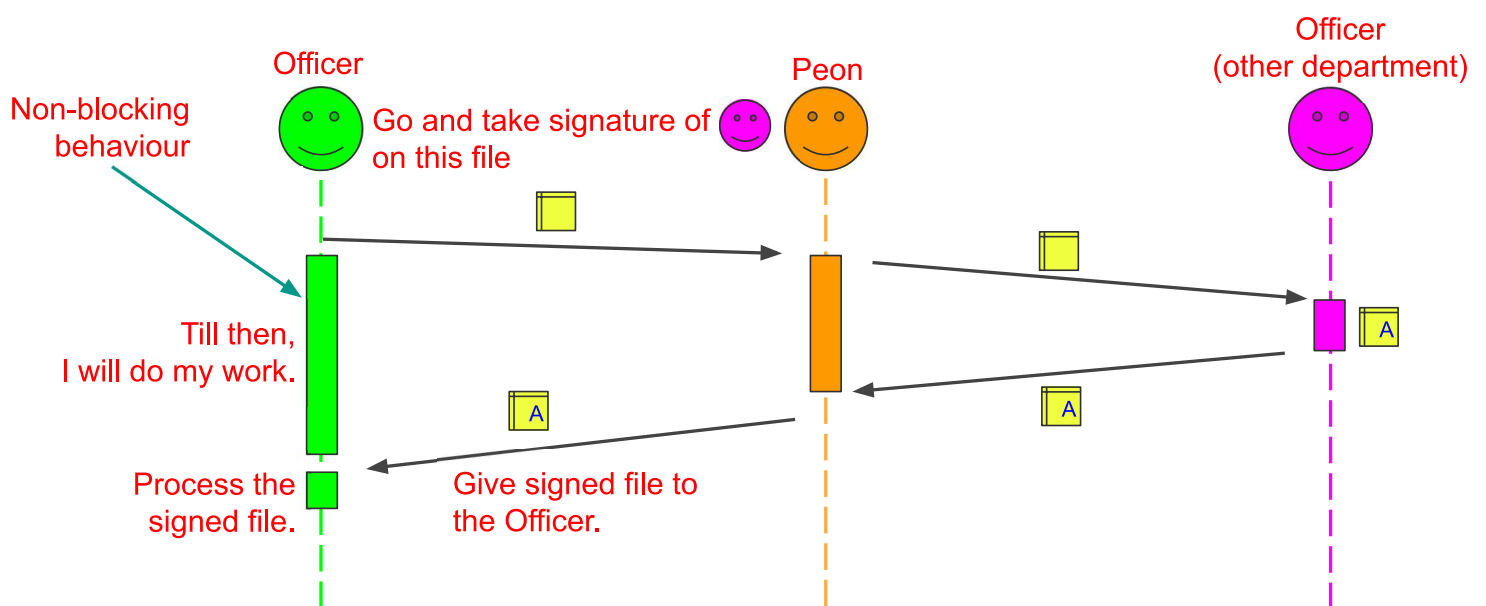 Officer
Peon
Officer
(other department)
Non-blocking
behaviour
Go and take signature of
on this file
Till then,
I will do my work.
A
A
A
Process the
signed file.
Give signed file to
the Officer.